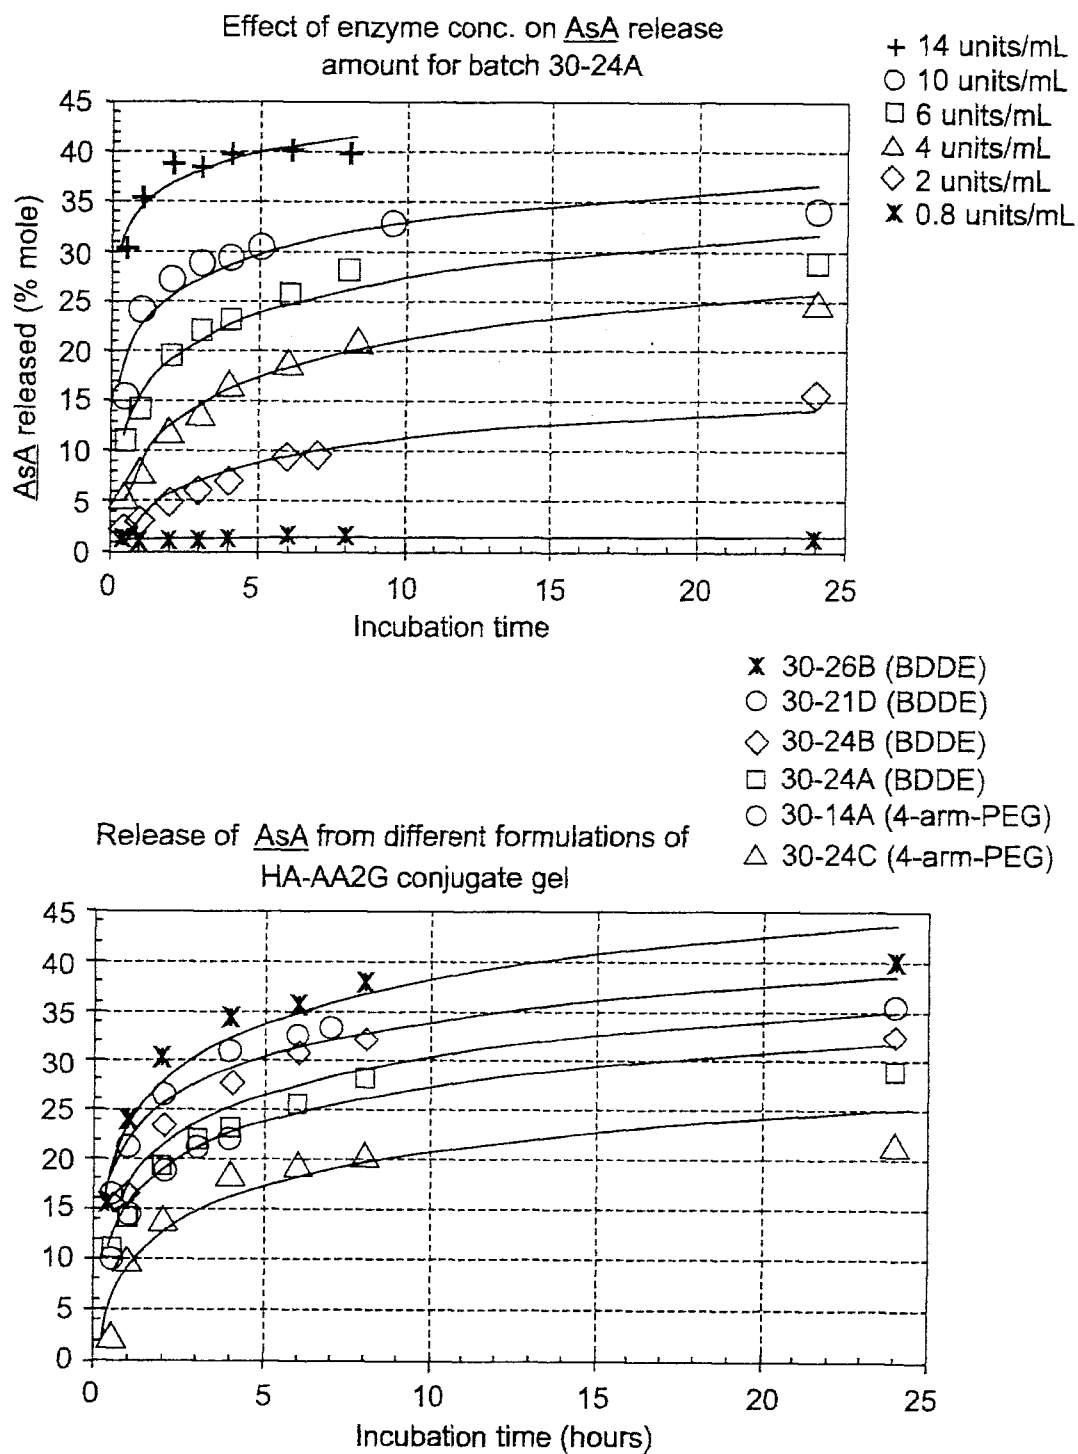 Effect of enzyme conc. on AsA release
amount for batch 30-24A
14 units/mL
10 units/mL
6 units/mL
4 units/mL
2 units/mL
0.8 units/mL
AsA released (% mole)
45
40
35
30
25
20
15
10
5
0
0 5 10 15 20 25
Incubation time
30-26B (BDDE)
30-21D (BDDE)
30-24B (BDDE)
30-24A (BDDE)
30-14A (4-arm-PEG)
30-24C (4-arm-PEG)
Release of AsA from different formulations of
HA-AA2G conjugate gel
45
40
35
30
25
20
15
10
5
0
0 5 10 15 20 25
Incubation time (hours)